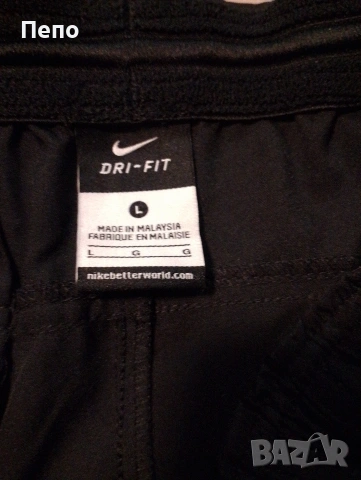 Пепо
DRI-FIT
L
MADE IN MALAYSIA
FABRIQUE EN MALAISIE
L G G
nikebetterworld.com
BAZAR